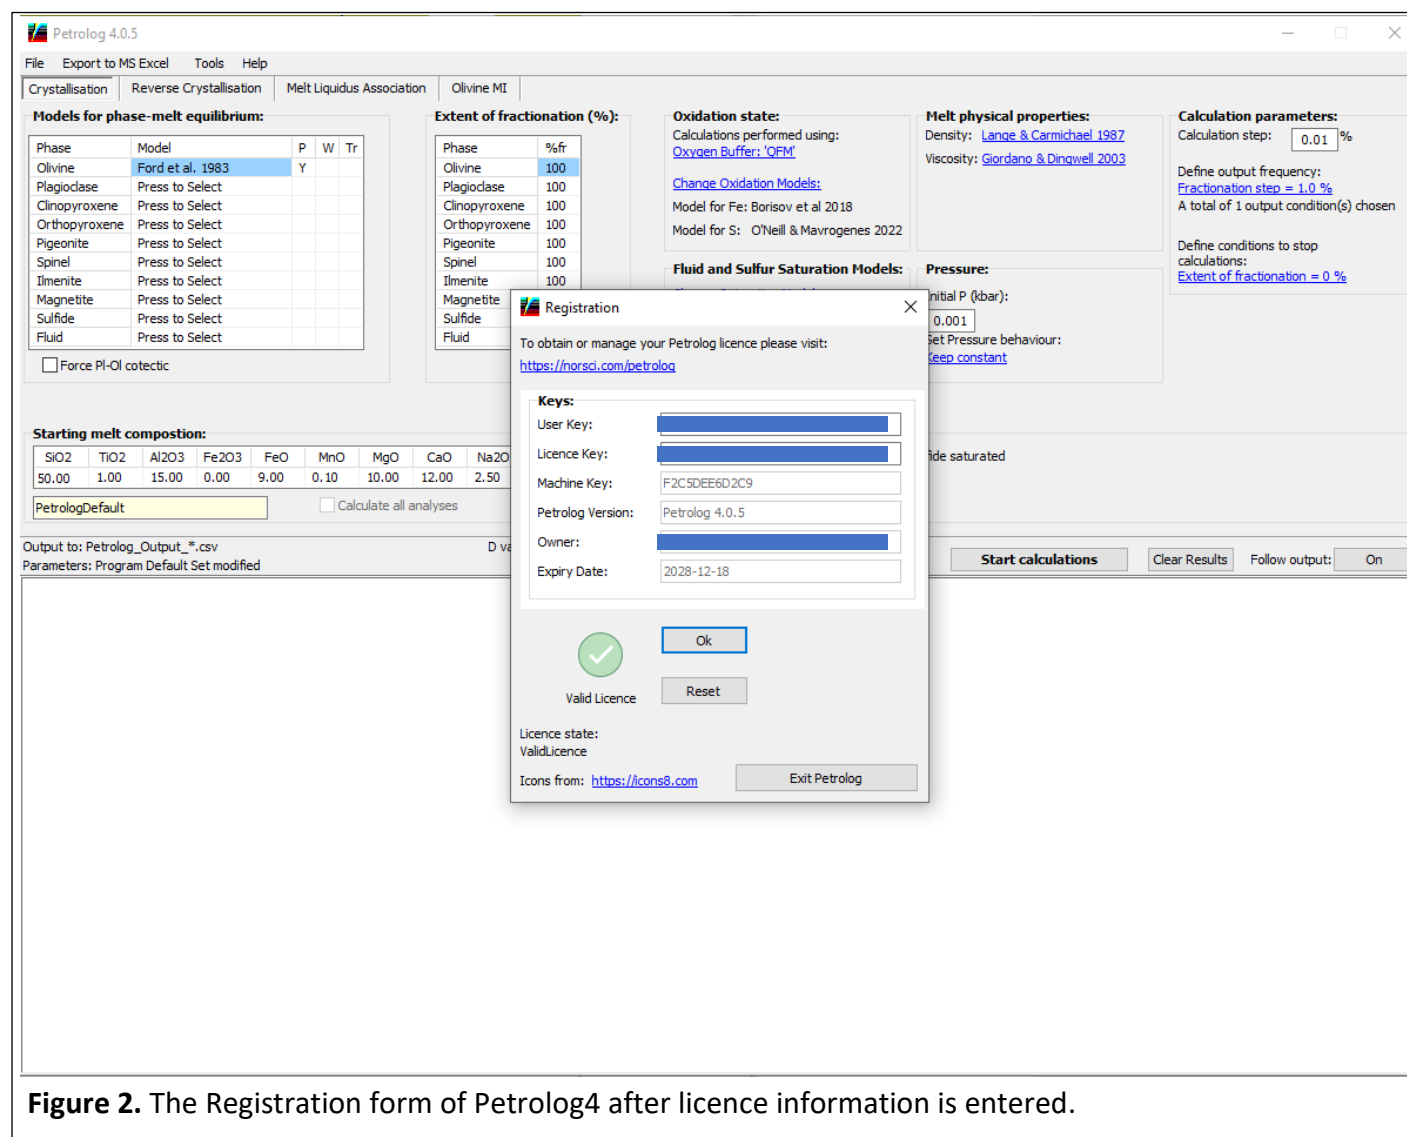 Petrolog 4.0.5
File Export to MS Excel Tools Help
Crystallisation Reverse Crystallisation Melt Liquidus Association Olivine MI
Models for phase-melt equilibrium:
Phase Model P W Tr
Olivine Ford et al. 1983 Y
Plagioclase Press to Select
Clinopyroxene Press to Select
Orthopyroxene Press to Select
Pigeonite Press to Select
Spinel Press to Select
Ilmenite Press to Select
Magnetite Press to Select
Sulfide Press to Select
Fluid Press to Select
Force Pl-Ol cotectic
Extent of fractionation (%):
Phase %fr
Olivine 100
Plagioclase 100
Clinopyroxene 100
Orthopyroxene 100
Pigeonite 100
Spinel 100
Ilmenite 100
Magnetite
Sulfide
Fluid
Oxidation state:
Calculations performed using:
Oxygen Buffer: 'QFM'
Change Oxidation Models:
Model for Fe: Borisov et al 2018
Model for S: O'Neill & Mavrogenes 2022
Fluid and Sulfur Saturation Models:
Melt physical properties:
Density: Lange & Carmichael 1987
Viscosity: Giordano & Dingwell 2003
Pressure:
Initial P (kbar):
0.001
Set Pressure behaviour:
Keep constant
Calculation parameters:
Calculation step: 0.01 %
Define output frequency:
Fractionation step = 1.0 %
A total of 1 output condition(s) chosen
Define conditions to stop
calculations:
Extent of fractionation = 0 %
Starting melt compostion:
SiO2 TiO2 Al2O3 Fe2O3 FeO MnO MgO CaO Na2O
50.00 1.00 15.00 0.00 9.00 0.10 10.00 12.00 2.50
PetrologDefault Calculate all analyses
saturated
Output to: Petrolog_Output_*.csv
Parameters: Program Default Set modified
D
Start calculations Clear Results Follow output: On
Registration
To obtain or manage your Petrolog licence please visit:
https://norsci.com/petrolog
Keys:
User Key:
Licence Key:
Machine Key: F2C5DEE6D2C9
Petrolog Version: Petrolog 4.0.5
Owner:
Expiry Date: 2028-12-18
Ok
Valid Licence
Reset
Licence state:
ValidLicence
Icons from: https://icons8.com
Exit Petrolog
Figure 2. The Registration form of Petrolog4 after licence information is entered.